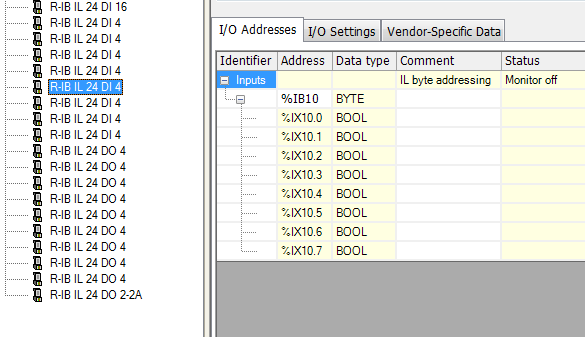 R-IB IL 24 DI 16
R-IB IL 24 DI 4
R-IB IL 24 DI 4
R-IB IL 24 DI 4
R-IB IL 24 DI 4
R-IB IL 24 DI 4
R-IB IL 24 DI 4
R-IB IL 24 DI 4
R-IB IL 24 DI 4
R-IB IL 24 DO 4
R-IB IL 24 DO 4
R-IB IL 24 DO 4
R-IB IL 24 DO 4
R-IB IL 24 DO 4
R-IB IL 24 DO 4
R-IB IL 24 DO 4
R-IB IL 24 DO 4
R-IB IL 24 DO 4
R-IB IL 24 DO 2-2A
I/O Addresses I/O Settings Vendor-Specific Data
Identifier Address Data type Comment Status
Inputs IL byte addressing Monitor off
%IB10 BYTE
%IX10.0 BOOL
%IX10.1 BOOL
%IX10.2 BOOL
%IX10.3 BOOL
%IX10.4 BOOL
%IX10.5 BOOL
%IX10.6 BOOL
%IX10.7 BOOL